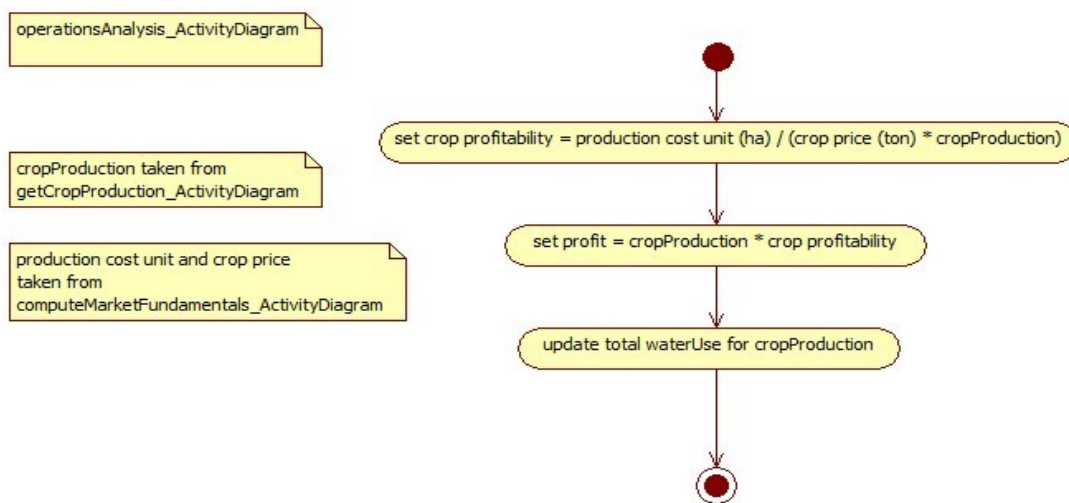 operationsAnalysis_ActivityDiagram
cropProduction taken from
getCropProduction_ActivityDiagram
production cost unit and crop price
taken from
computeMarketFundamentals_ActivityDiagram
set crop profitability = production cost unit (ha) / (crop price (ton) * cropProduction)
set profit = cropProduction * crop profitability
update total waterUse for cropProduction